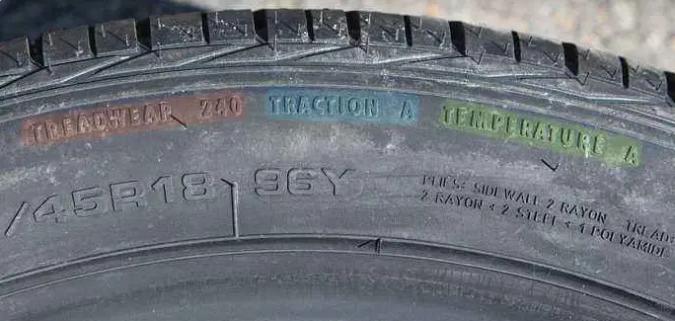 TREADWEAR 240 TRACTION A TEMPERATURE A
/45R18 96Y
PLIES: SIDEWALL 2 RAYON TREAD:
2 RAYON + 2 STEEL + 1 POLYAMIDE